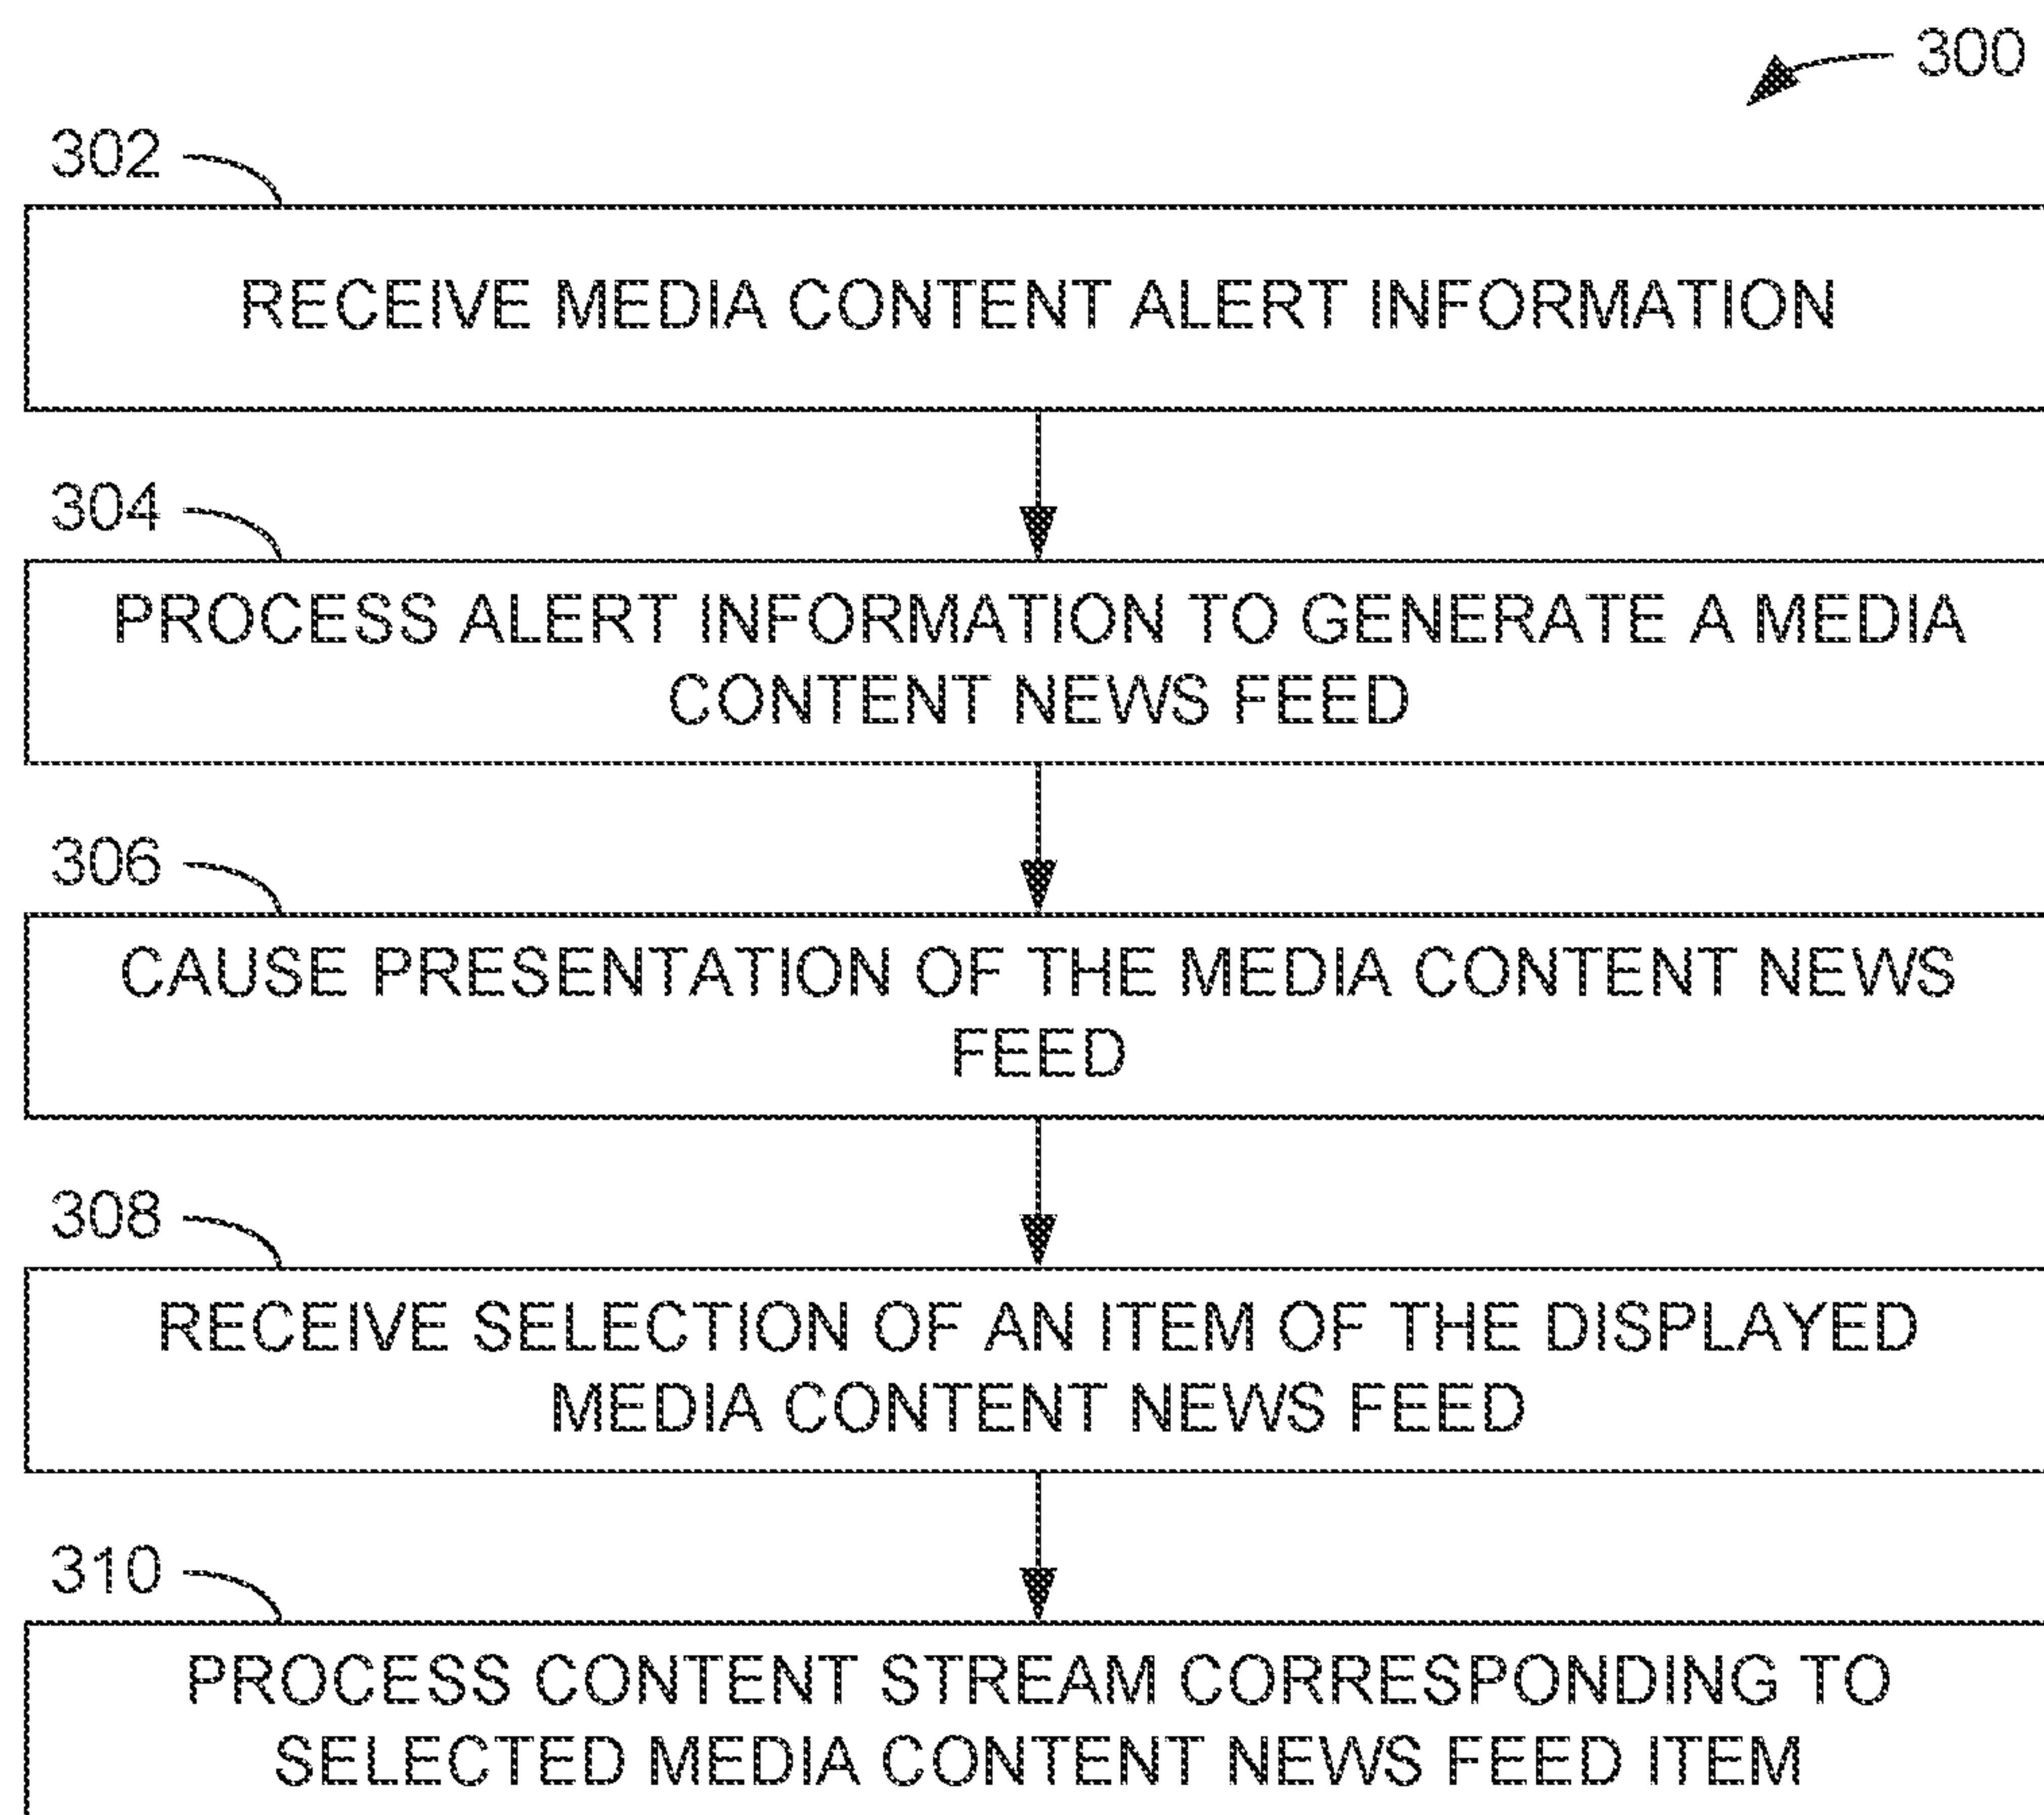 300
302
RECEIVE MEDIA CONTENT ALERT INFORMATION
304
PROCESS ALERT INFORMATION TO GENERATE A MEDIA
CONTENT NEWS FEED
306
CAUSE PRESENTATION OF THE MEDIA CONTENT NEWS
FEED
308
RECEIVE SELECTION OF AN ITEM OF THE DISPLAYED
MEDIA CONTENT NEWS FEED
310
PROCESS CONTENT STREAM CORRESPONDING TO
SELECTED MEDIA CONTENT NEWS FEED ITEM